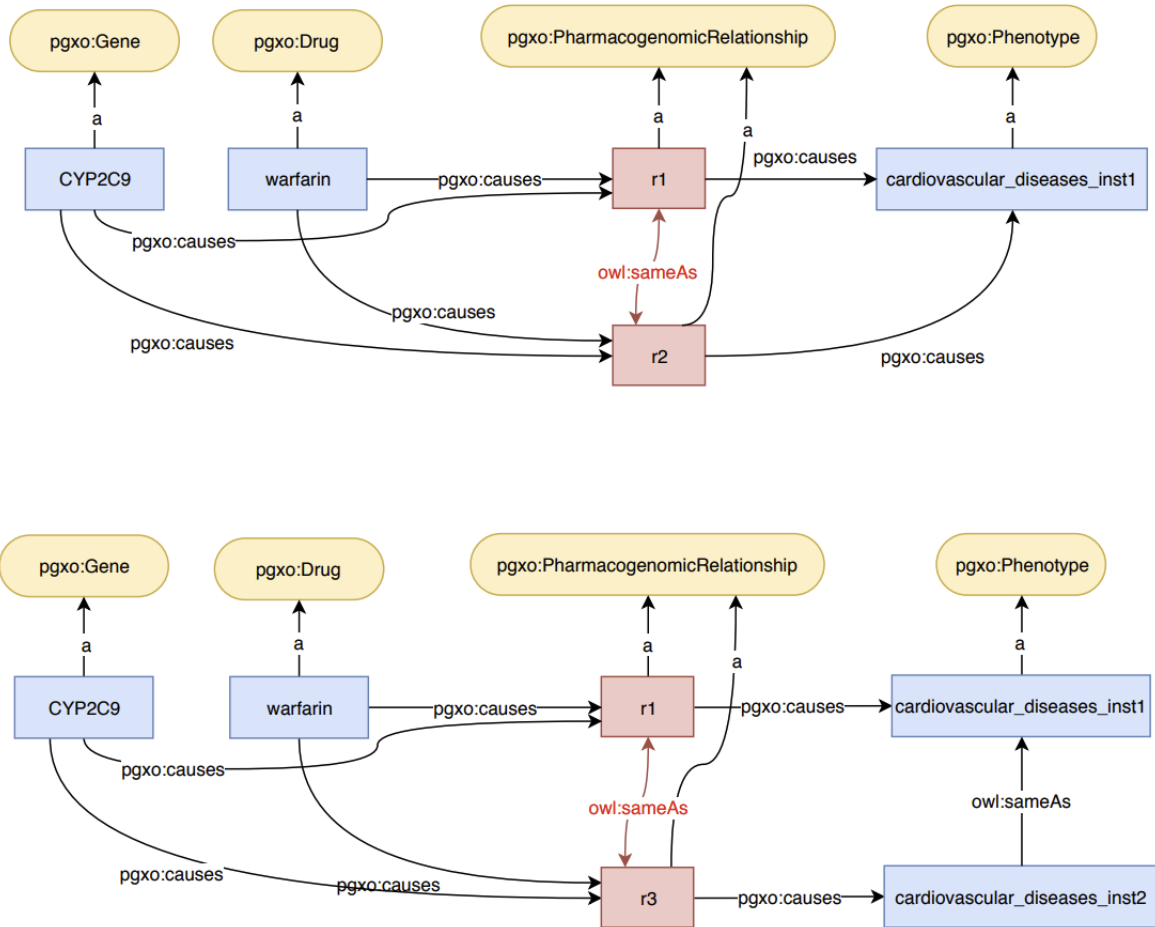 pgxo:Gene
pgxo:Drug
pgxo:PharmacogenomicRelationship
pgxo:Phenotype
a
a
a
a
a
CYP2C9
warfarin
pgxo:causes
r1
pgxo:causes
cardiovascular_diseases_inst1
pgxo:causes
owl:sameAs
pgxo:causes
pgxo:causes
r2
pgxo:causes
pgxo:Gene
pgxo:Drug
pgxo:PharmacogenomicRelationship
pgxo:Phenotype
a
a
a
a
a
CYP2C9
warfarin
pgxo:causes
r1
pgxo:causes
cardiovascular_diseases_inst1
pgxo:causes
owl:sameAs
owl:sameAs
pgxo:causes
pgxo:causes
r3
pgxo:causes
cardiovascular_diseases_inst2